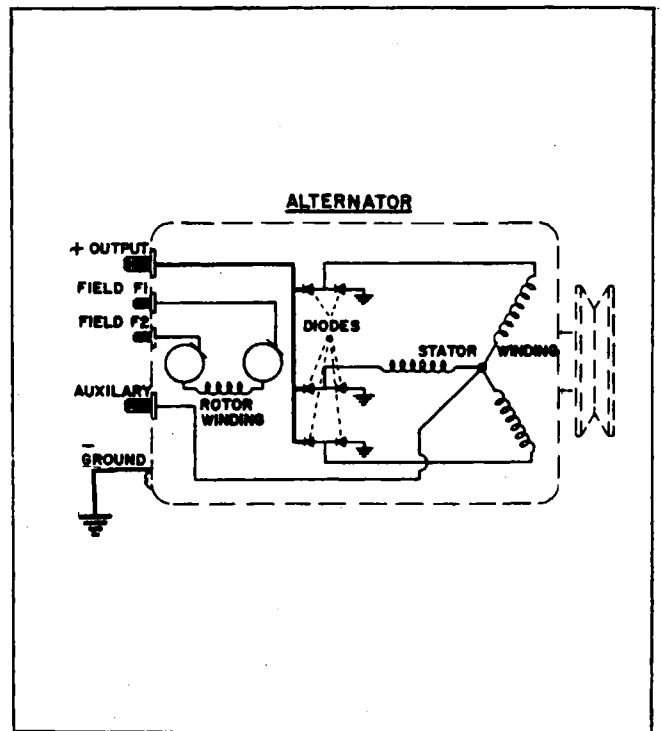 ALTERNATOR
+ OUTPUT
FIELD F1
FIELD F2
DIODES
STATOR WINDING
AUXILARY
ROTOR
WINDING
– GROUND